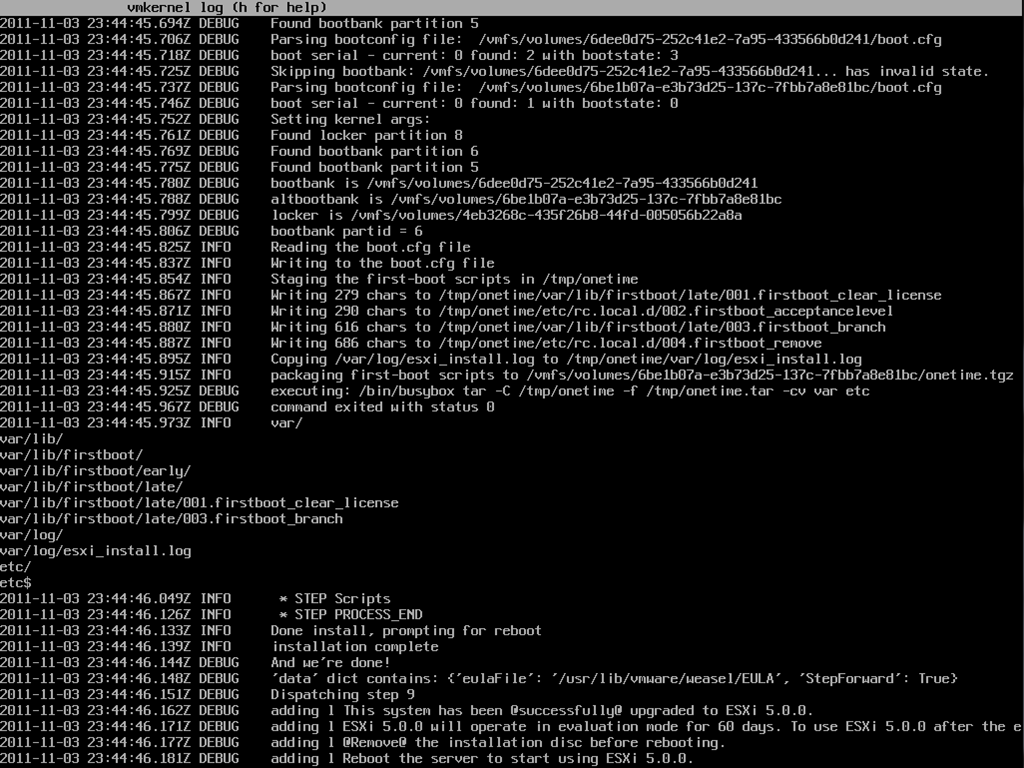 vmkernel log (h for help)
2011-11-03 23:44:45.694Z DEBUG    Found bootbank partition 5
2011-11-03 23:44:45.706Z DEBUG    Parsing bootconfig file:  /vmfs/volumes/6dee0d75-252c41e2-7a95-433566b0d241/boot.cfg
2011-11-03 23:44:45.718Z DEBUG    boot serial - current: 0 found: 2 with bootstate: 3
2011-11-03 23:44:45.725Z DEBUG    Skipping bootbank: /vmfs/volumes/6dee0d75-252c41e2-7a95-433566b0d241... has invalid state.
2011-11-03 23:44:45.737Z DEBUG    Parsing bootconfig file:  /vmfs/volumes/6be1b07a-e3b73d25-137c-7fbb7a8e81bc/boot.cfg
2011-11-03 23:44:45.746Z DEBUG    boot serial - current: 0 found: 1 with bootstate: 0
2011-11-03 23:44:45.752Z DEBUG    Setting kernel args:
2011-11-03 23:44:45.761Z DEBUG    Found locker partition 8
2011-11-03 23:44:45.769Z DEBUG    Found bootbank partition 6
2011-11-03 23:44:45.775Z DEBUG    Found bootbank partition 5
2011-11-03 23:44:45.780Z DEBUG    bootbank is /vmfs/volumes/6dee0d75-252c41e2-7a95-433566b0d241
2011-11-03 23:44:45.788Z DEBUG    altbootbank is /vmfs/volumes/6be1b07a-e3b73d25-137c-7fbb7a8e81bc
2011-11-03 23:44:45.799Z DEBUG    locker is /vmfs/volumes/4eb3268c-435f26b8-44fd-005056b22a8a
2011-11-03 23:44:45.806Z DEBUG    bootbank partid = 6
2011-11-03 23:44:45.825Z INFO     Reading the boot.cfg file
2011-11-03 23:44:45.837Z INFO     Writing to the boot.cfg file
2011-11-03 23:44:45.854Z INFO     Staging the first-boot scripts in /tmp/onetime
2011-11-03 23:44:45.867Z INFO     Writing 279 chars to /tmp/onetime/var/lib/firstboot/late/001.firstboot_clear_license
2011-11-03 23:44:45.871Z INFO     Writing 290 chars to /tmp/onetime/etc/rc.local.d/002.firstboot_acceptancelevel
2011-11-03 23:44:45.880Z INFO     Writing 616 chars to /tmp/onetime/var/lib/firstboot/late/003.firstboot_branch
2011-11-03 23:44:45.887Z INFO     Writing 686 chars to /tmp/onetime/etc/rc.local.d/004.firstboot_remove
2011-11-03 23:44:45.895Z INFO     Copying /var/log/esxi_install.log to /tmp/onetime/var/log/esxi_install.log
2011-11-03 23:44:45.915Z INFO     packaging first-boot scripts to /vmfs/volumes/6be1b07a-e3b73d25-137c-7fbb7a8e81bc/onetime.tgz
2011-11-03 23:44:45.925Z DEBUG    executing: /bin/busybox tar -C /tmp/onetime -f /tmp/onetime.tar -cv var etc
2011-11-03 23:44:45.967Z DEBUG    command exited with status 0
2011-11-03 23:44:45.973Z INFO     var/
var/lib/
var/lib/firstboot/
var/lib/firstboot/early/
var/lib/firstboot/late/
var/lib/firstboot/late/001.firstboot_clear_license
var/lib/firstboot/late/003.firstboot_branch
var/log/
var/log/esxi_install.log
etc/
etc$
2011-11-03 23:44:46.049Z INFO      * STEP Scripts
2011-11-03 23:44:46.126Z INFO      * STEP PROCESS_END
2011-11-03 23:44:46.133Z INFO     Done install, prompting for reboot
2011-11-03 23:44:46.139Z INFO     installation complete
2011-11-03 23:44:46.144Z DEBUG    And we're done!
2011-11-03 23:44:46.148Z DEBUG    'data' dict contains: {'eulaFile': '/usr/lib/vmware/weasel/EULA', 'StepForward': True}
2011-11-03 23:44:46.151Z DEBUG    Dispatching step 9
2011-11-03 23:44:46.162Z DEBUG    adding l This system has been @successfully@ upgraded to ESXi 5.0.0.
2011-11-03 23:44:46.171Z DEBUG    adding l ESXi 5.0.0 will operate in evaluation mode for 60 days. To use ESXi 5.0.0 after the e
2011-11-03 23:44:46.177Z DEBUG    adding l @Remove@ the installation disc before rebooting.
2011-11-03 23:44:46.181Z DEBUG    adding l Reboot the server to start using ESXi 5.0.0.